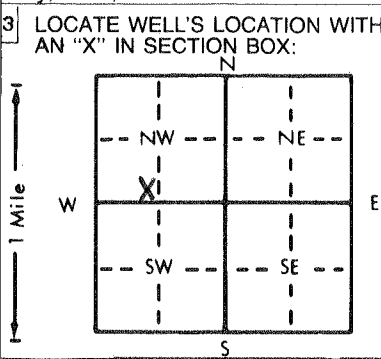 3 LOCATE WELL'S LOCATION WITH
AN "X" IN SECTION BOX:
N
NW NE
X
W E
1 Mile
SW SE
S